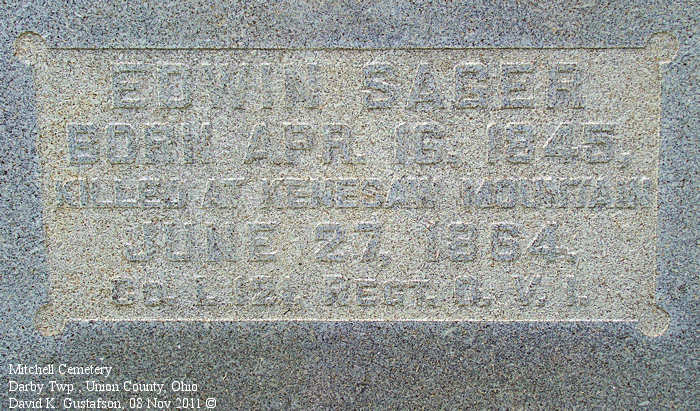 EDWIN SAGER
BORN APR. 16. 1845.
KILLED AT KENESAW MOUNTAIN
JUNE 27. 1864.
CO. I. 121. REGT. O. V. I.
Mitchell Cemetery
Darby Twp., Union County, Ohio
David K. Gustafson, 08 Nov 2011 ©